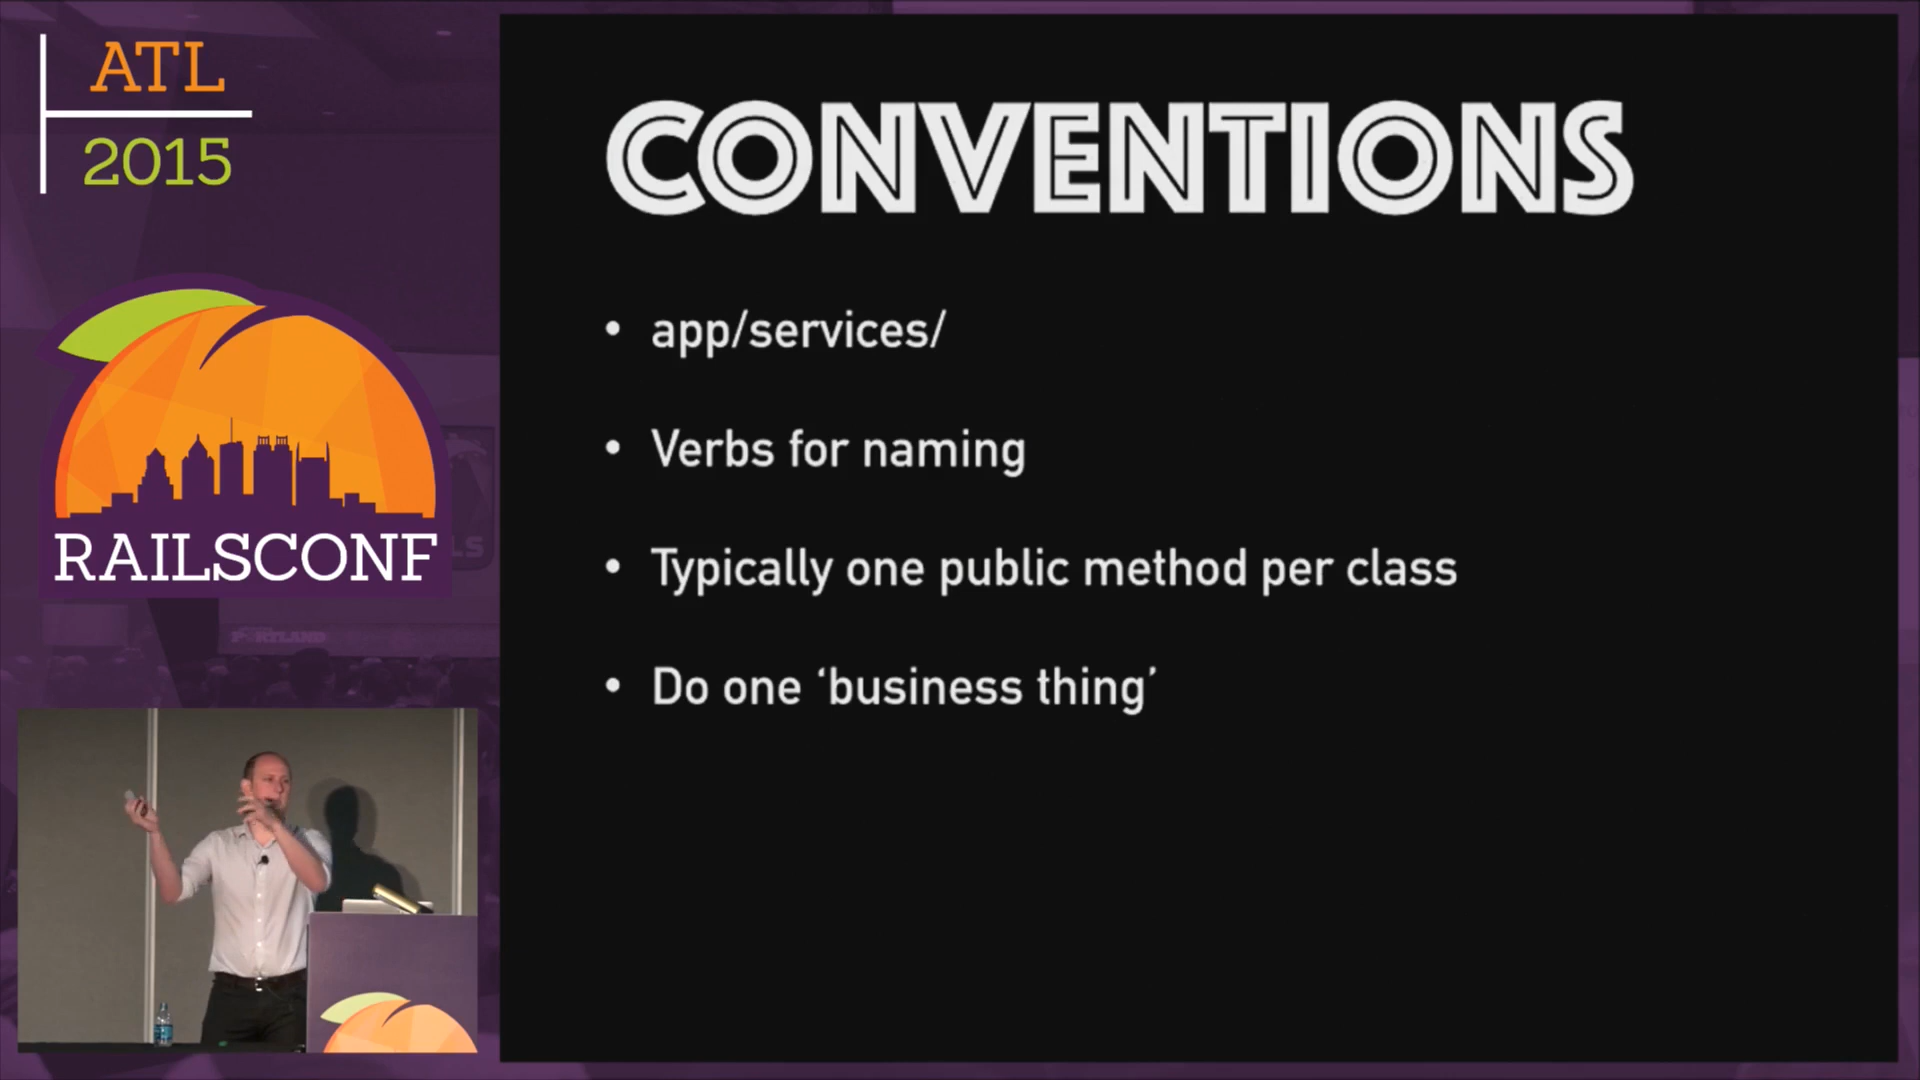 ATL
2015
RAILSCONF
PORTLAND
CONVENTIONS
• app/services/
• Verbs for naming
• Typically one public method per class
• Do one ‘business thing’